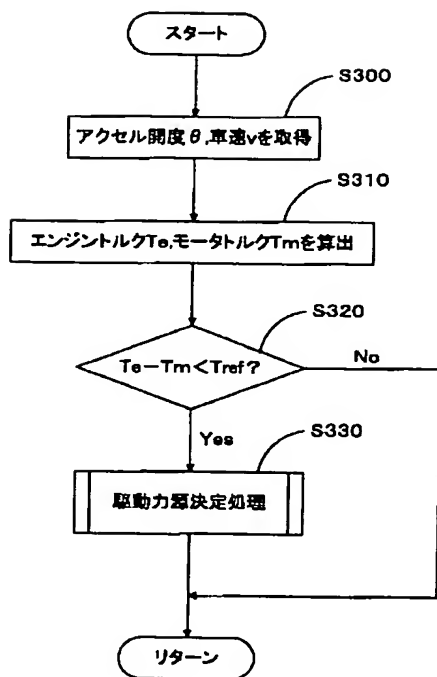 スタート
S300
アクセル開度θ,車速vを取得
S310
エンジントルクTe,モータトルクTmを算出
S320
Te－Tm＜Tref?
No
Yes
S330
駆動力源決定処理
リターン